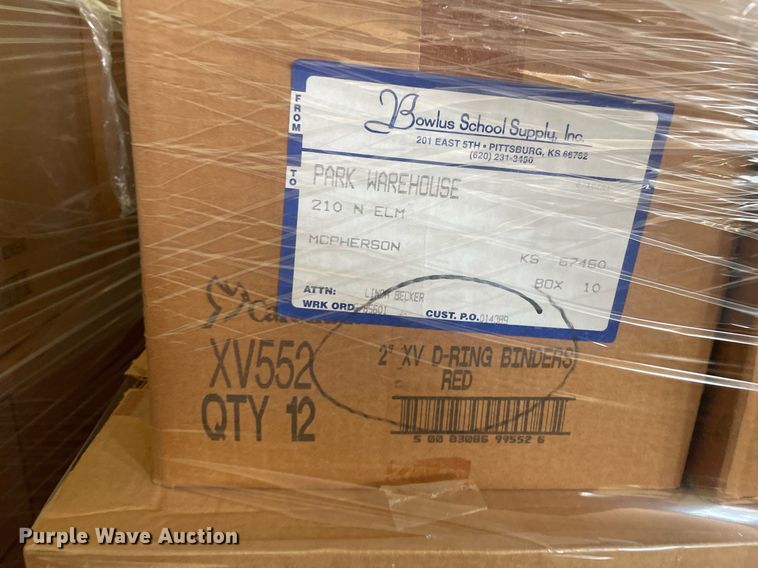 FROM
Bowlus School Supply, Inc.
201 EAST 5TH • PITTSBURG, KS 66762
(620) 231-3450
TO
PARK WAREHOUSE
210 N ELM
MCPHERSON
KS 67460
BOX 10
ATTN: LINDA BECKER
WRK ORD
CUST. P.O. 014389
XV552
2" XV D-RING BINDERS
RED
QTY 12
5 00 83086 99552 6
Purple Wave Auction